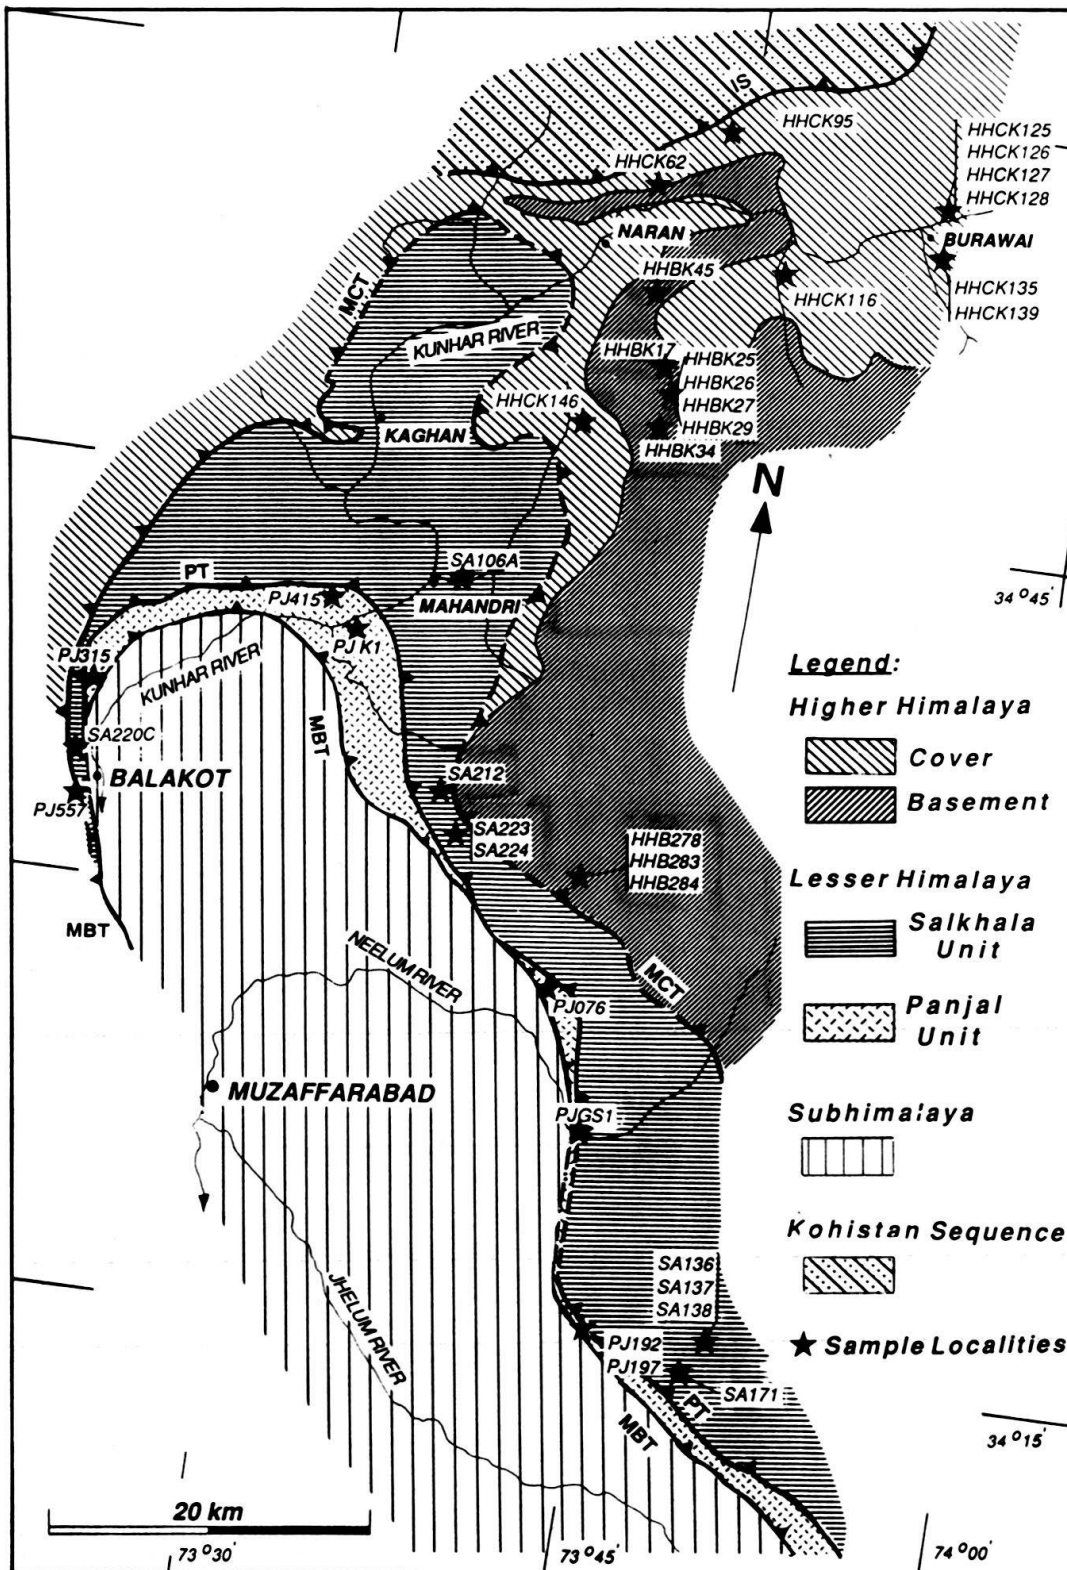 IS
HHCK95
HHCK125
HHCK126
HHCK127
HHCK128
HHCK62
NARAN
BURAWAI
MCT
HHBK45
HHCK116
HHCK135
HHCK139
KUNHAR RIVER
HHBK17
HHBK25
HHBK26
HHBK27
HHBK29
HHBK34
HHCK146
KAGHAN
N
SA106A
PT
PJ415
MAHANDRI
34°45'
PJ K1
PJ315
KUNHAR RIVER
MBT
SA220C
BALAKOT
SA212
PJ557
SA223
SA224
HHB278
HHB283
HHB284
MBT
NEELUM RIVER
MCT
PJ076
MUZAFFARABAD
PJGS1
JHELUM RIVER
SA136
SA137
SA138
PJ192
PJ197
SA171
PT
MBT
34°15'
20 km
73°30'
73°45'
74°00'
Legend:
Higher Himalaya
Cover
Basement
Lesser Himalaya
Salkhala
Unit
Panjal
Unit
Subhimalaya
Kohistan Sequence
Sample Localities